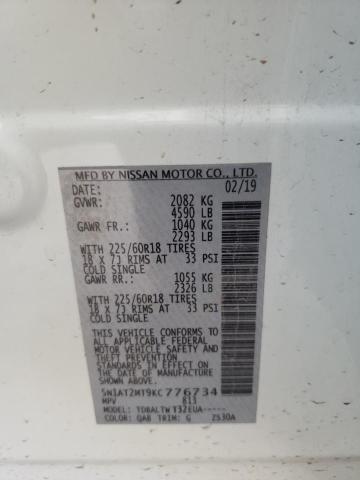 MFD BY NISSAN MOTOR CO., LTD.
DATE: 02/19
GVWR: 2082 KG
4590 LB
GAWR FR.: 1040 KG
2293 LB
WITH 225/60R18 TIRES
18 x 7J RIMS AT 33 PSI
COLD SINGLE
GAWR RR.: 1055 KG
2326 LB
WITH 225/60R18 TIRES
18 x 7J RIMS AT 33 PSI
COLD SINGLE
THIS VEHICLE CONFORMS TO
ALL APPLICABLE FEDERAL
MOTOR VEHICLE SAFETY
STANDARDS IN EFFECT ON
THE DATE OF MANUFACTURE
SHOWN ABOVE
5N1AT2MT9KC776734
MPV 813
MODEL: TDBALTW T32EUA-----
COLOR: QAB TRIM: G 2S30A